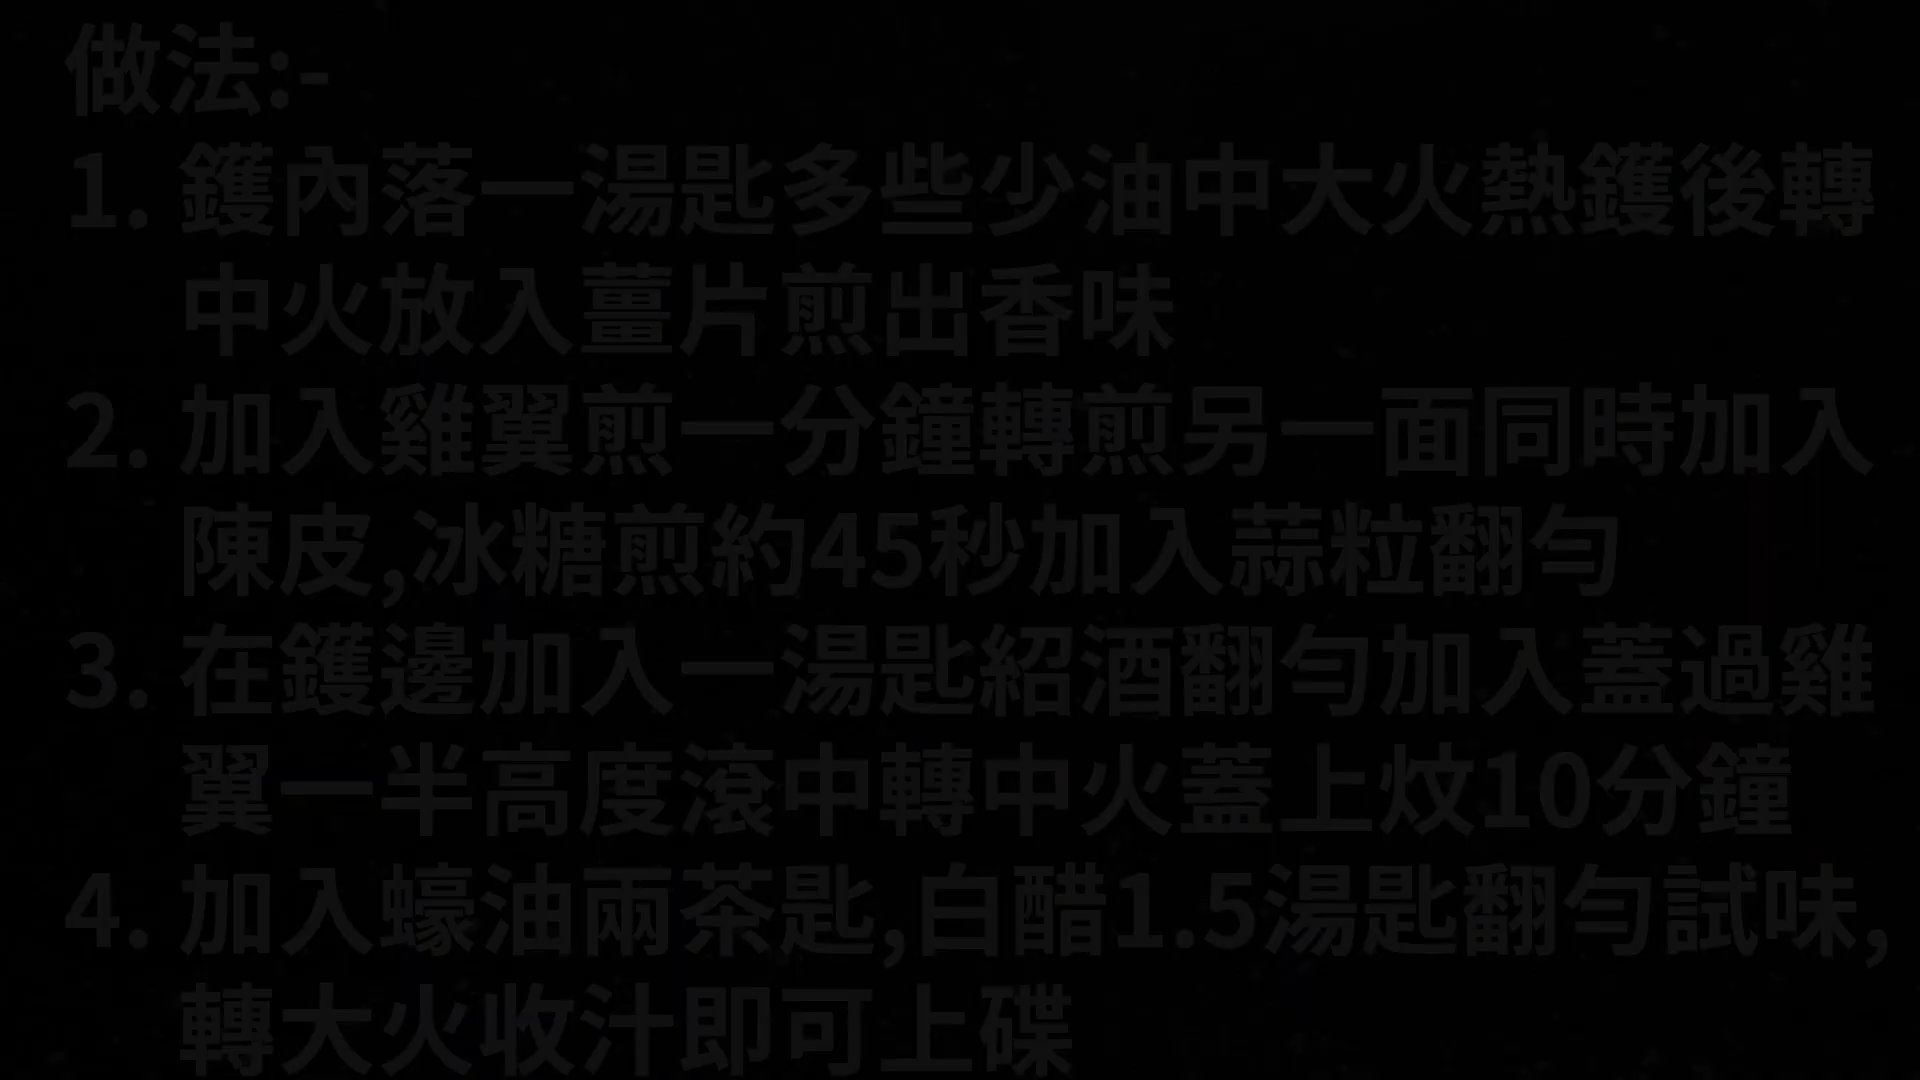 做法:-
1. 鑊內落一湯匙多些少油中大火熱鑊後轉
中火放入薑片煎出香味
2. 加入雞翼煎一分鐘轉煎另一面同時加入
陳皮,冰糖煎約45秒加入蒜粒翻勻
3. 在鑊邊加入一湯匙紹酒翻勻加入蓋過雞
翼一半高度滾中轉中火蓋上炆10分鐘
4. 加入蠔油兩茶匙,白醋1.5湯匙翻勻試味,
轉大火收汁即可上碟